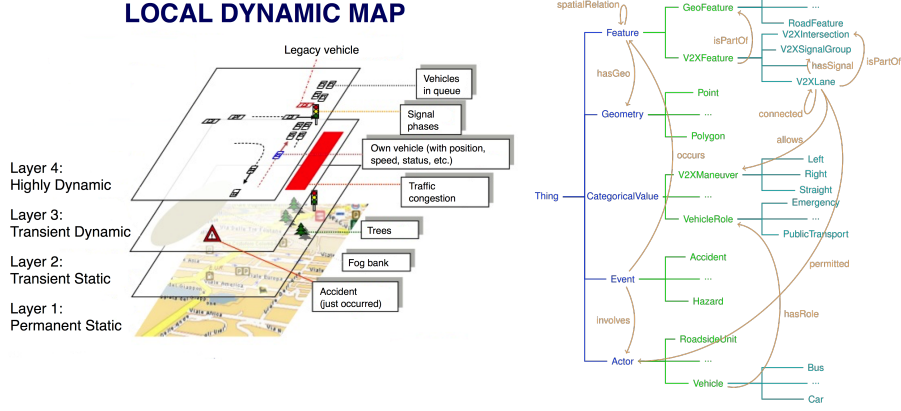 LOCAL DYNAMIC MAP
Legacy vehicle
Vehicles
in queue
Signal
phases
Own vehicle (with position,
speed, status, etc.)
Traffic
congestion
Trees
Fog bank
Accident
(just occurred)
Layer 4:
Highly Dynamic
Layer 3:
Transient Dynamic
Layer 2:
Transient Static
Layer 1:
Permanent Static
spatialRelation
Feature
GeoFeature
...
RoadFeature
isPartOf
V2XFeature
V2XIntersection
V2XSignalGroup
hasSignal
isPartOf
V2XLane
hasGeo
connected
Geometry
Point
...
Polygon
allows
occurs
Thing
CategoricalValue
V2XManeuver
Left
Right
Straight
...
VehicleRole
Emergency
...
PublicTransport
permitted
Event
Accident
...
Hazard
involves
hasRole
Actor
RoadsideUnit
...
Vehicle
Bus
...
Car